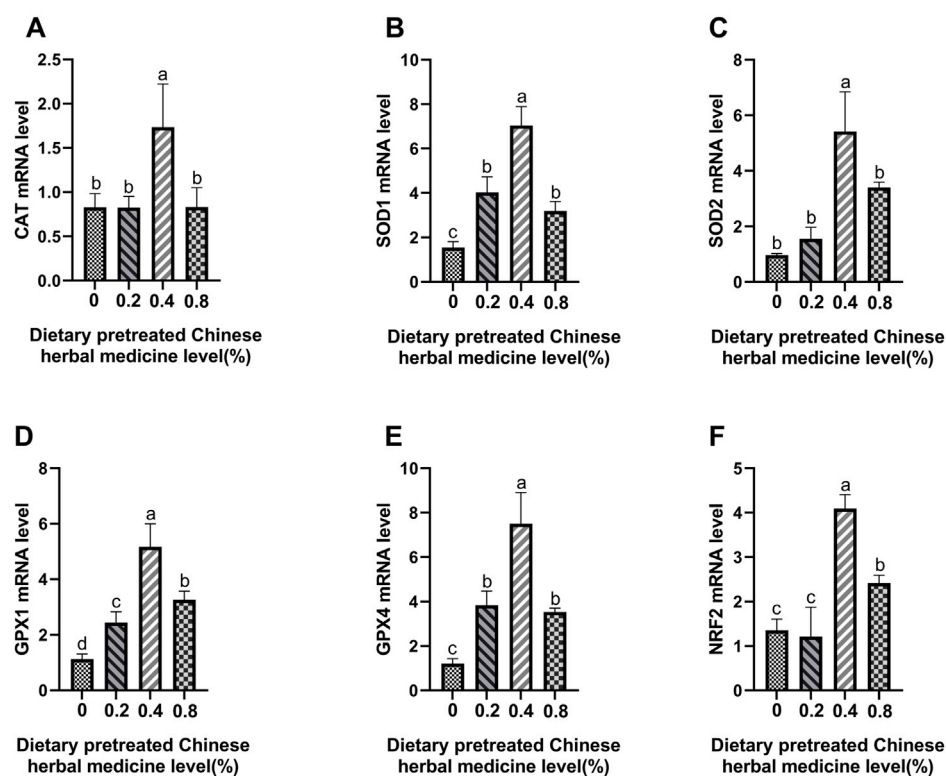 A
CAT mRNA level
2.5
2.0
1.5
1.0
0.5
0.0
b
b
a
b
0 0.2 0.4 0.8
Dietary pretreated Chinese
herbal medicine level(%)
B
SOD1 mRNA level
10
8
6
4
2
0
c
b
a
b
0 0.2 0.4 0.8
Dietary pretreated Chinese
herbal medicine level(%)
C
SOD2 mRNA level
8
6
4
2
0
b
b
a
b
0 0.2 0.4 0.8
Dietary pretreated Chinese
herbal medicine level(%)
D
GPX1 mRNA level
8
6
4
2
0
d
c
a
b
0 0.2 0.4 0.8
Dietary pretreated Chinese
herbal medicine level(%)
E
GPX4 mRNA level
10
8
6
4
2
0
c
b
a
b
0 0.2 0.4 0.8
Dietary pretreated Chinese
herbal medicine level(%)
F
NRF2 mRNA level
5
4
3
2
1
0
c
c
a
b
0 0.2 0.4 0.8
Dietary pretreated Chinese
herbal medicine level(%)